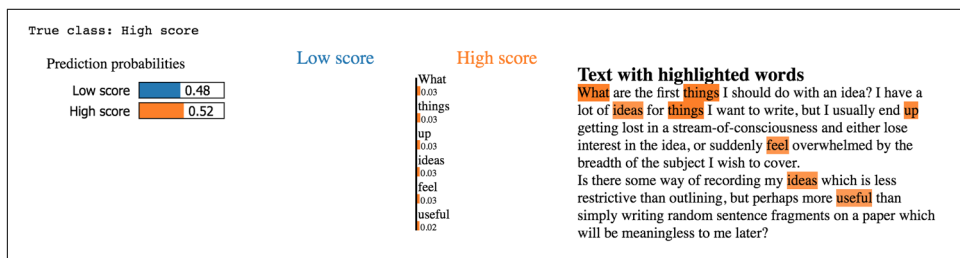 True class: High score
Prediction probabilities
Low score 0.48
High score 0.52
Low score High score
What
0.03
things
0.03
up
0.03
ideas
0.03
feel
0.03
useful
0.02
Text with highlighted words
What are the first things I should do with an idea? I have a
lot of ideas for things I want to write, but I usually end up
getting lost in a stream-of-consciousness and either lose
interest in the idea, or suddenly feel overwhelmed by the
breadth of the subject I wish to cover.
Is there some way of recording my ideas which is less
restrictive than outlining, but perhaps more useful than
simply writing random sentence fragments on a paper which
will be meaningless to me later?